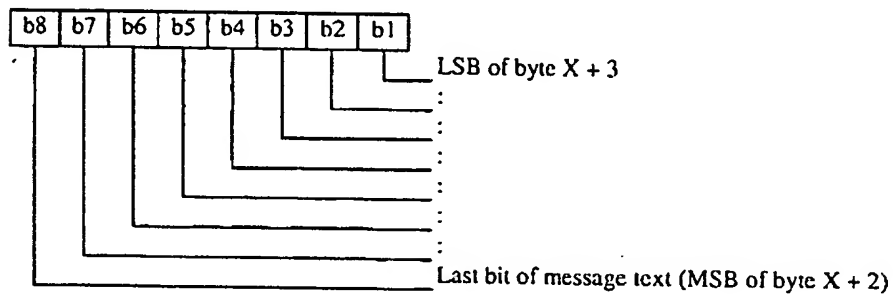 b8 b7 b6 b5 b4 b3 b2 b1
LSB of byte X + 3
:
:
:
:
:
:
Last bit of message text (MSB of byte X + 2)